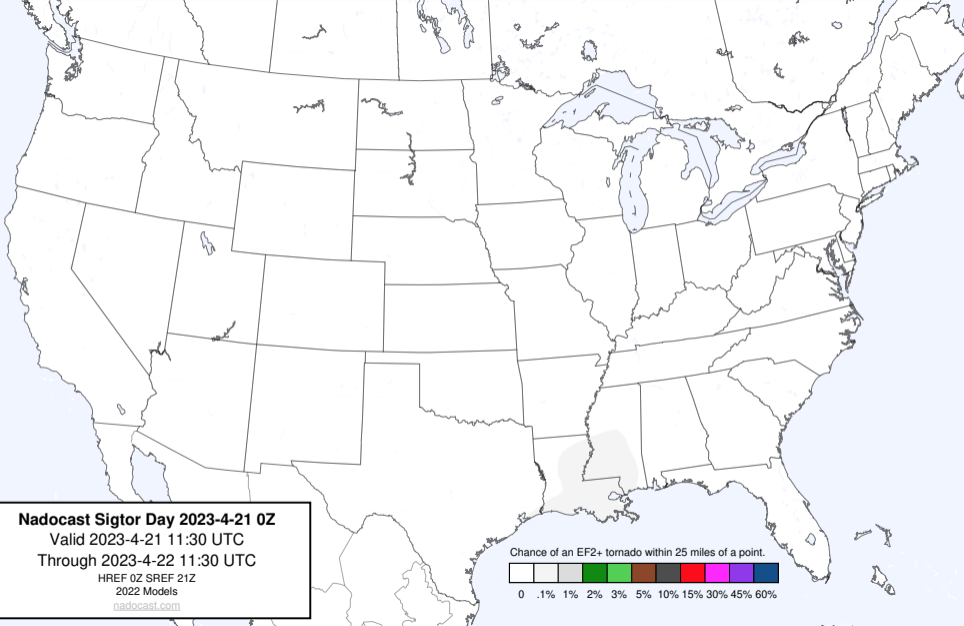 Nadocast Sigtor Day 2023-4-21 0Z
Valid 2023-4-21 11:30 UTC
Through 2023-4-22 11:30 UTC
HREF 0Z SREF 21Z
2022 Models
nadocast.com
Chance of an EF2+ tornado within 25 miles of a point.
0 .1% 1% 2% 3% 5% 10% 15% 30% 45% 60%